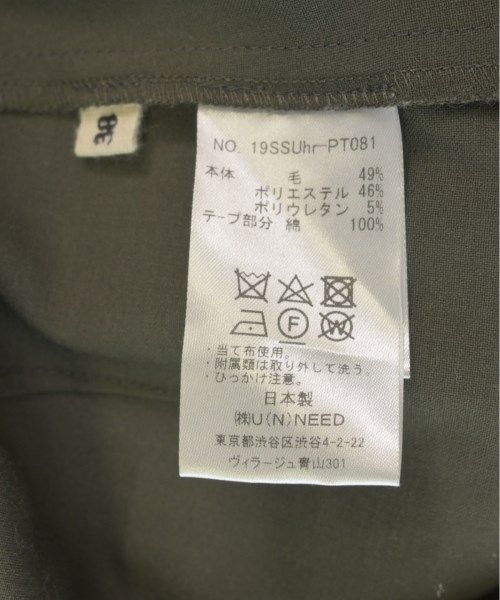 38
NO. 19SSUhr-PT081
本体 毛 49%
ポリエステル 46%
ポリウレタン 5%
テープ部分 綿 100%
F W
・当て布使用。
・附属類は取り外して洗う。
・ひっかけ注意。
日本製
(株)U(N)NEED
東京都渋谷区渋谷4-2-22
ヴィラージュ青山301